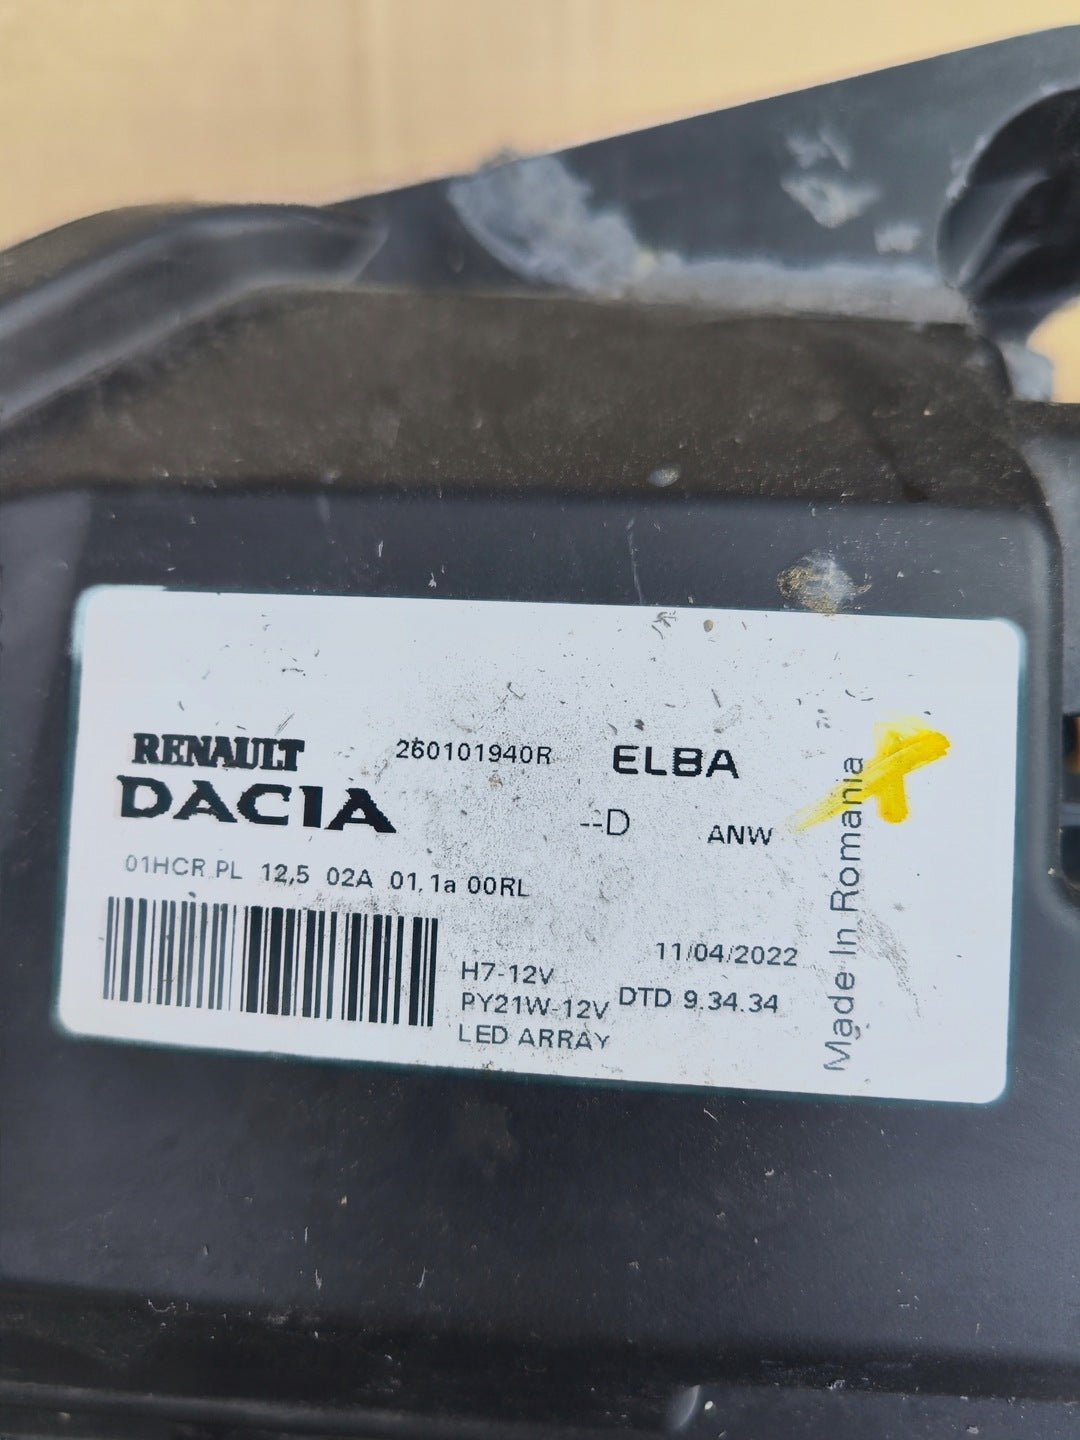 RENAULT 260101940R ELBA
DACIA --D ANW
01HCR PL 12,5 02A 01,1a 00RL
11/04/2022
H7-12V
PY21W-12V DTD 9.34.34
LED ARRAY
Made In Romania